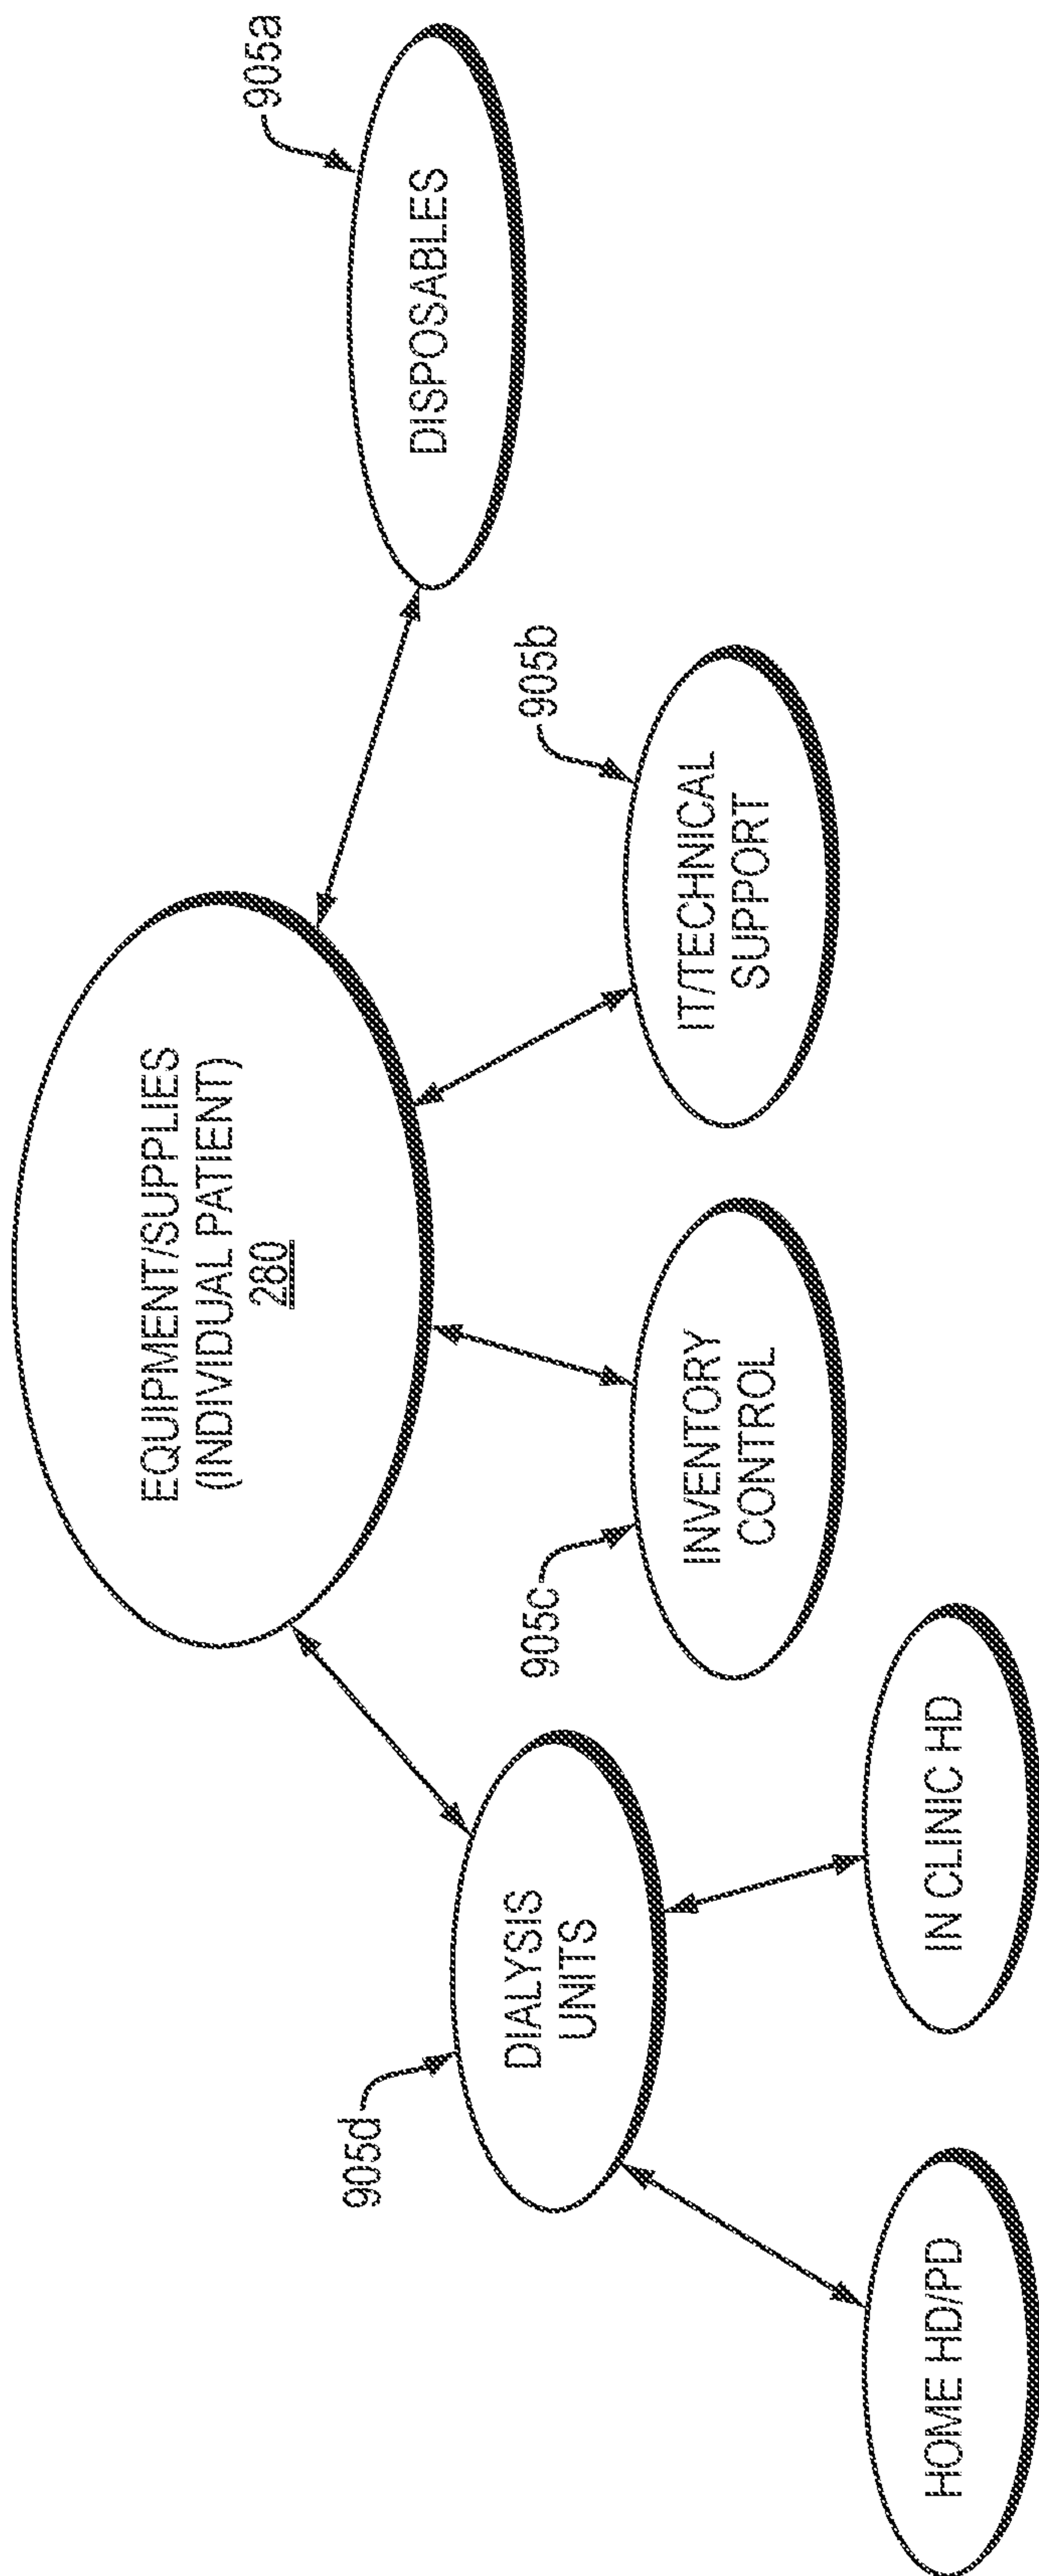 EQUIPMENT/SUPPLIES
(INDIVIDUAL PATIENT)
280
905d
DIALYSIS
UNITS
905c
INVENTORY
CONTROL
905b
IT/TECHNICAL
SUPPORT
905a
DISPOSABLES
HOME HD/PD
IN CLINIC HD